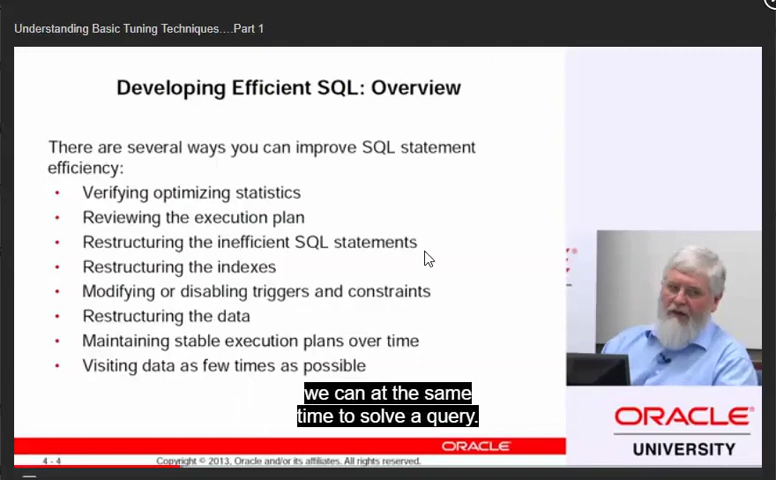 Understanding Basic Tuning Techniques....Part 1
Developing Efficient SQL: Overview
There are several ways you can improve SQL statement
efficiency:
• Verifying optimizing statistics
• Reviewing the execution plan
• Restructuring the inefficient SQL statements
• Restructuring the indexes
• Modifying or disabling triggers and constraints
• Restructuring the data
• Maintaining stable execution plans over time
• Visiting data as few times as possible
we can at the same
time to solve a query.
ORACLE
4 - 4
Copyright © 2013, Oracle and/or its affiliates. All rights reserved.
ORACLE
UNIVERSITY